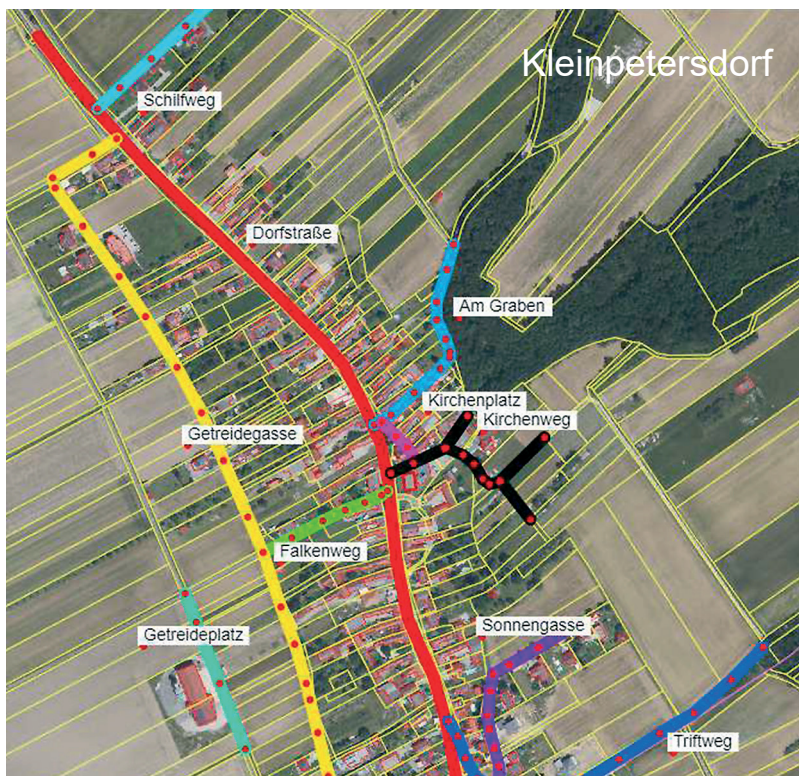 Kleinpetersdorf
Schilfweg
Dorfstraße
Am Graben
Kirchenplatz
Kirchenweg
Getreidegasse
Falkenweg
Sonnengasse
Getreideplatz
Triftweg